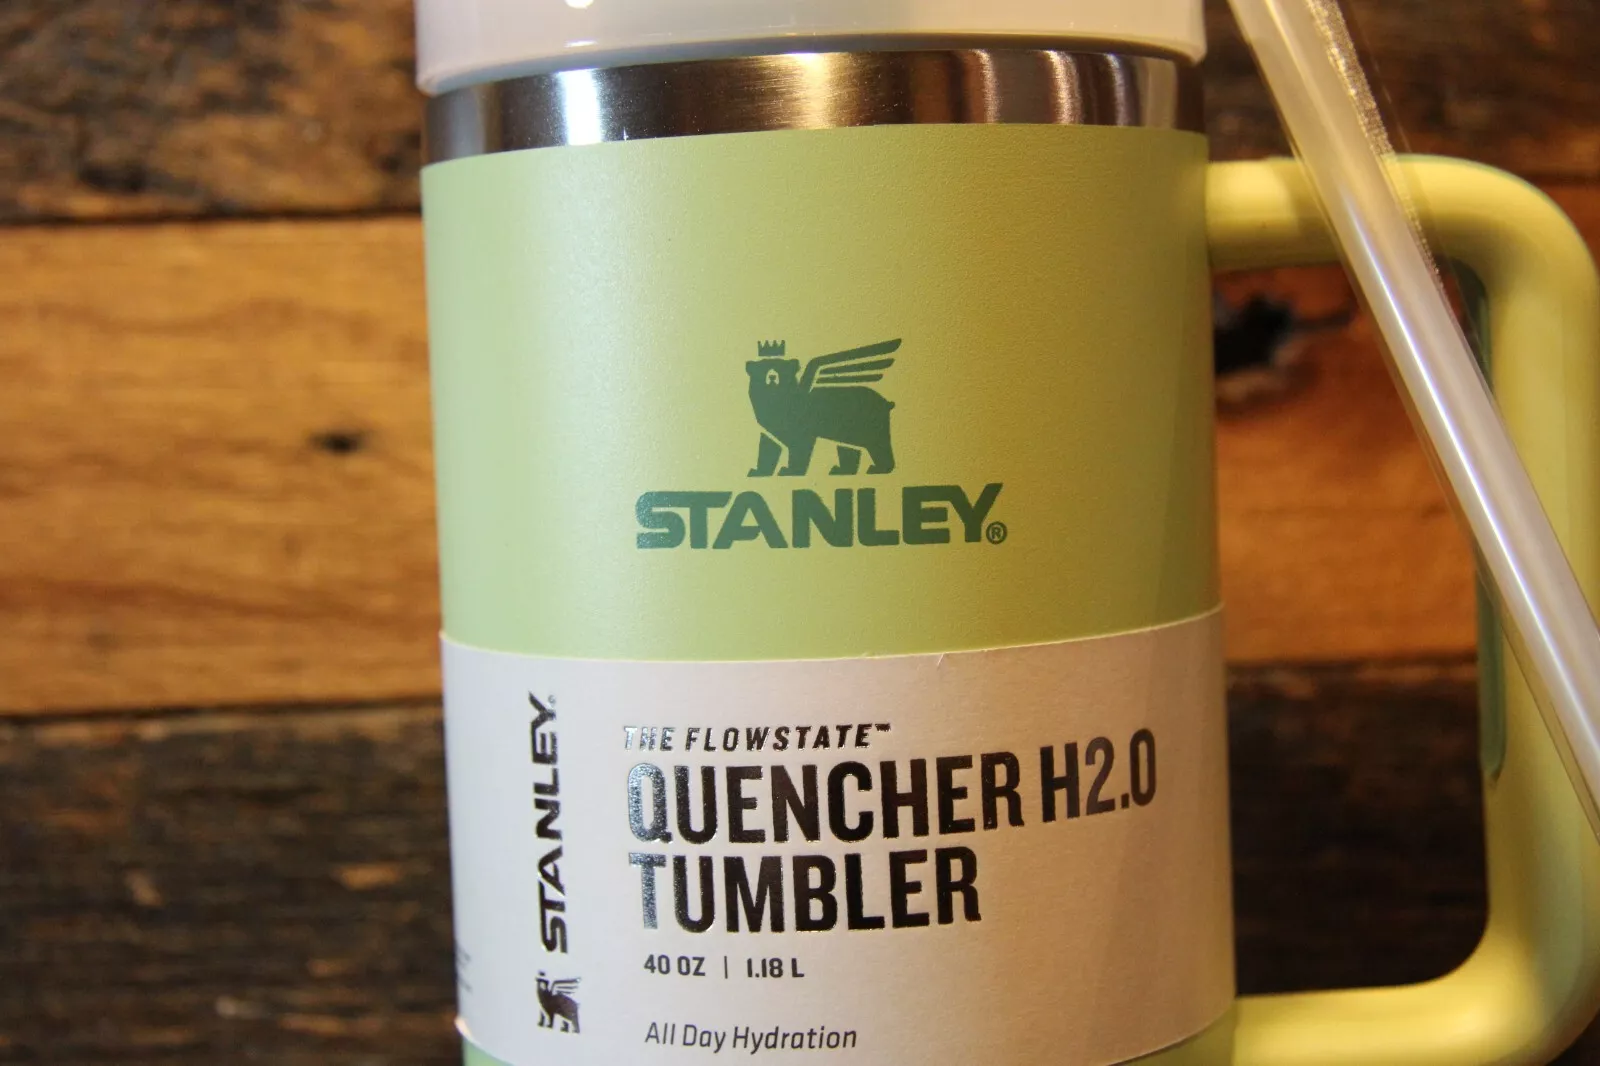 STANLEY®
STANLEY®
THE FLOWSTATE™
QUENCHER H2.0
TUMBLER
40 OZ | 1.18 L
All Day Hydration